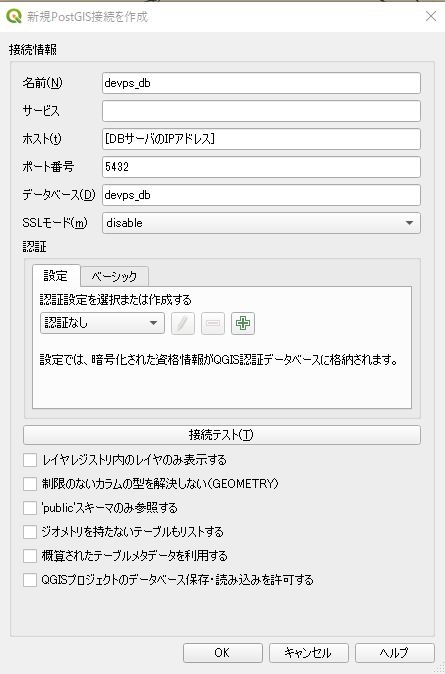 新規PostGIS接続を作成
接続情報
名前(N)
devps_db
サービス
ホスト(t)
[DBサーバのIPアドレス]
ポート番号
5432
データベース(D)
devps_db
SSLモード(m)
disable
認証
設定
ベーシック
認証設定を選択または作成する
認証なし
設定では、暗号化された資格情報がQGIS認証データベースに格納されます。
接続テスト(T)
レイヤレジストリ内のレイヤのみ表示する
制限のないカラムの型を解決しない(GEOMETRY)
'public'スキーマのみ参照する
ジオメトリを持たないテーブルもリストする
概算されたテーブルメタデータを利用する
QGISプロジェクトのデータベース保存・読み込みを許可する
OK
キャンセル
ヘルプ